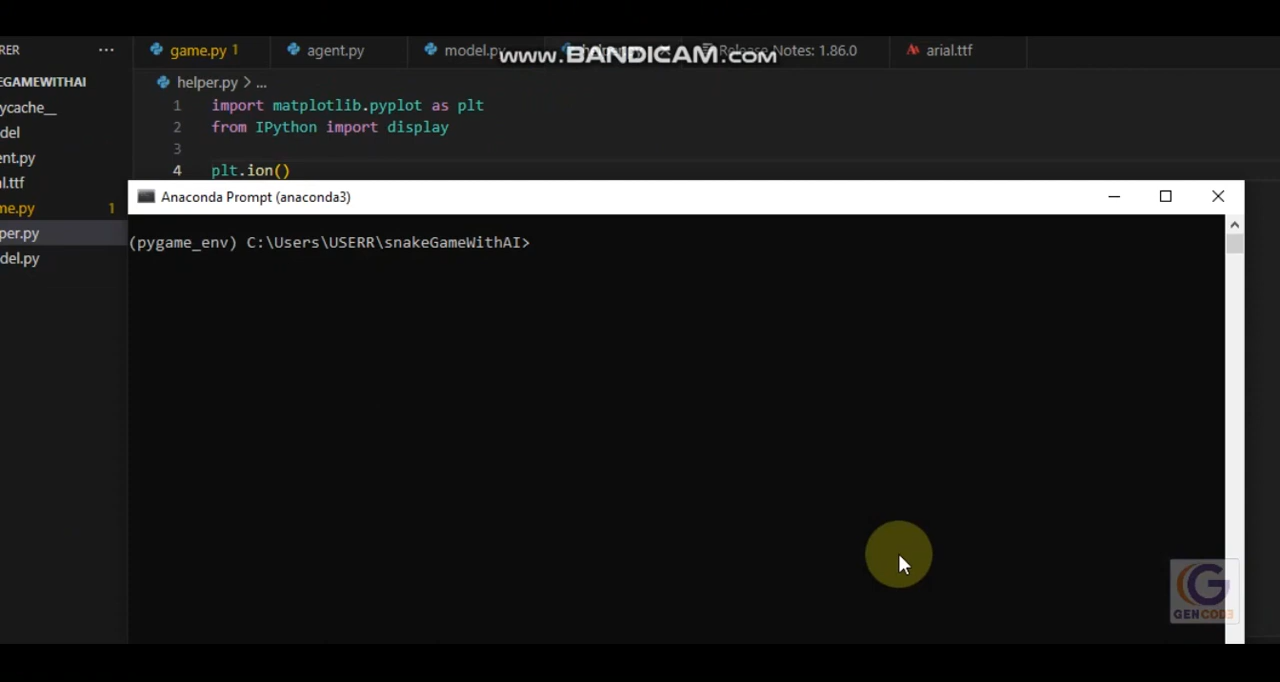 RER ... game.py 1 agent.py model.py Release Notes: 1.86.0 arial.ttf
www.BANDICAM.com
EGAMEWITHAI
helper.py > ...
ycache__
1 import matplotlib.pyplot as plt
del
2 from IPython import display
3
ent.py
4 plt.ion()
al.ttf
me.py 1
per.py
del.py
Anaconda Prompt (anaconda3)
(pygame_env) C:\Users\USERR\snakeGameWithAI>
G
GENCOD3